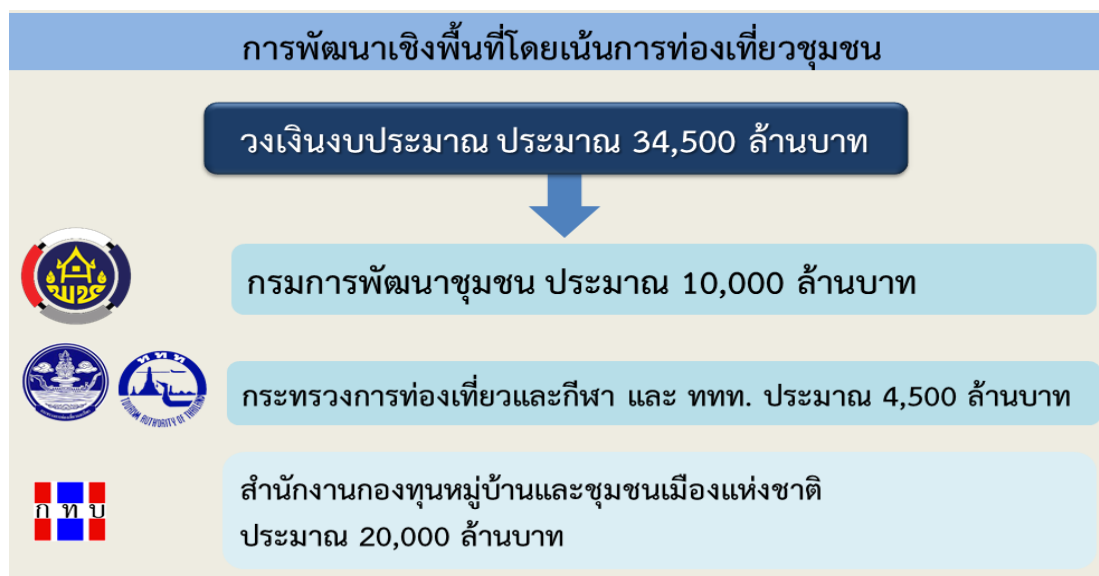 การพัฒนาเชิงพื้นที่โดยเน้นการท่องเที่ยวชุมชน
วงเงินงบประมาณ ประมาณ 34,500 ล้านบาท
พช
กรมการพัฒนาชุมชน ประมาณ 10,000 ล้านบาท
ททท
TOURISM AUTHORITY OF THAILAND
กระทรวงการท่องเที่ยวและกีฬา และ ททท. ประมาณ 4,500 ล้านบาท
ก ท บ
สำนักงานกองทุนหมู่บ้านและชุมชนเมืองแห่งชาติ
ประมาณ 20,000 ล้านบาท